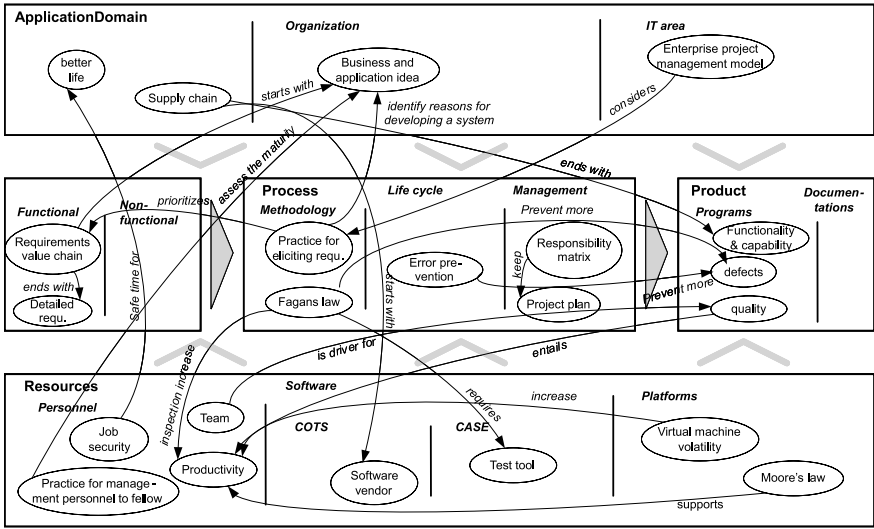 ApplicationDomain
Organization
IT area
better
life
Supply chain
starts with
Business and
application idea
identify reasons for
developing a system
Enterprise project
management model
considers
assess the maturity
ends with
Functional
Non-
functional
prioritizes
Requirements
value chain
ends with
Detailed
requ.
Safe time for
Process
Methodology
Life cycle
Management
Prevent more
Practice for
eliciting requ.
Fagans law
Error pre-
vention
keep
Responsibility
matrix
Project plan
starts with
Product
Programs
Documen-
tations
Functionality
& capability
defects
Prevent more
quality
is driver for
entails
inspection increase
requires
Resources
Personnel
Software
Platforms
Team
Job
security
Productivity
Practice for manage-
ment personnel to fellow
COTS
Software
vendor
CASE
Test tool
increase
Virtual machine
volatility
Moore's law
supports